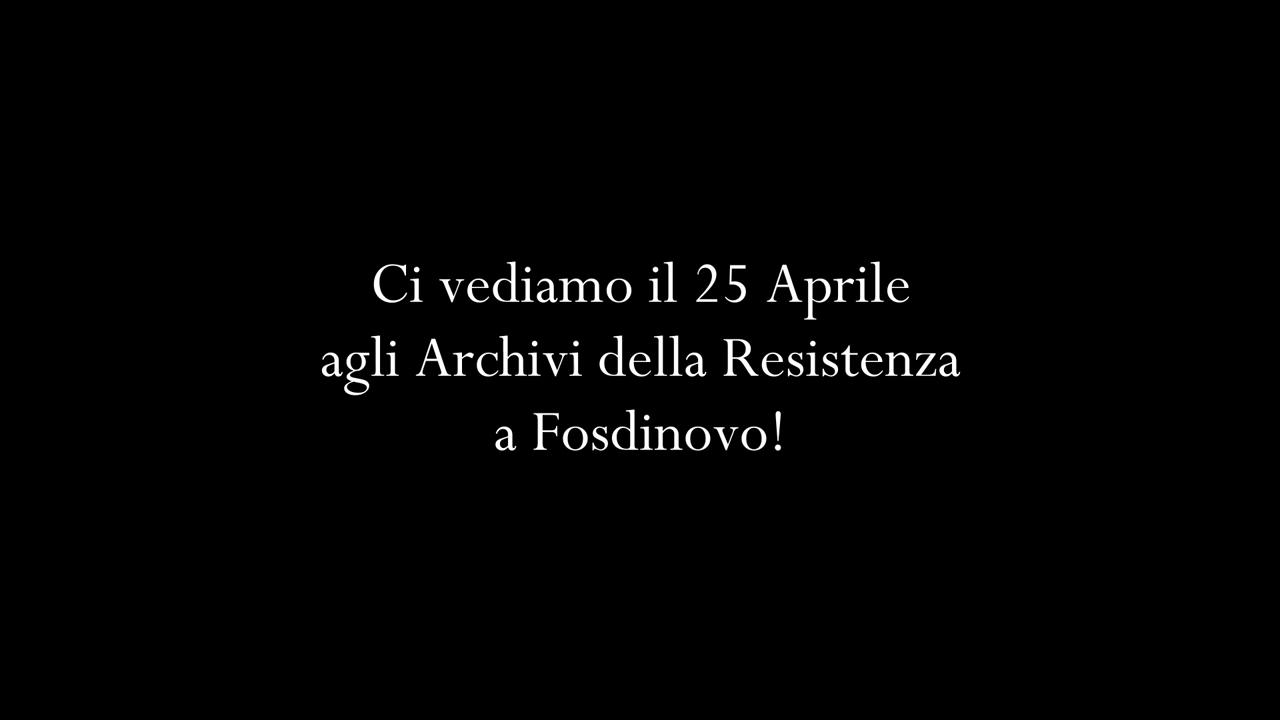 Ci vediamo il 25 Aprile
agli Archivi della Resistenza
a Fosdinovo!